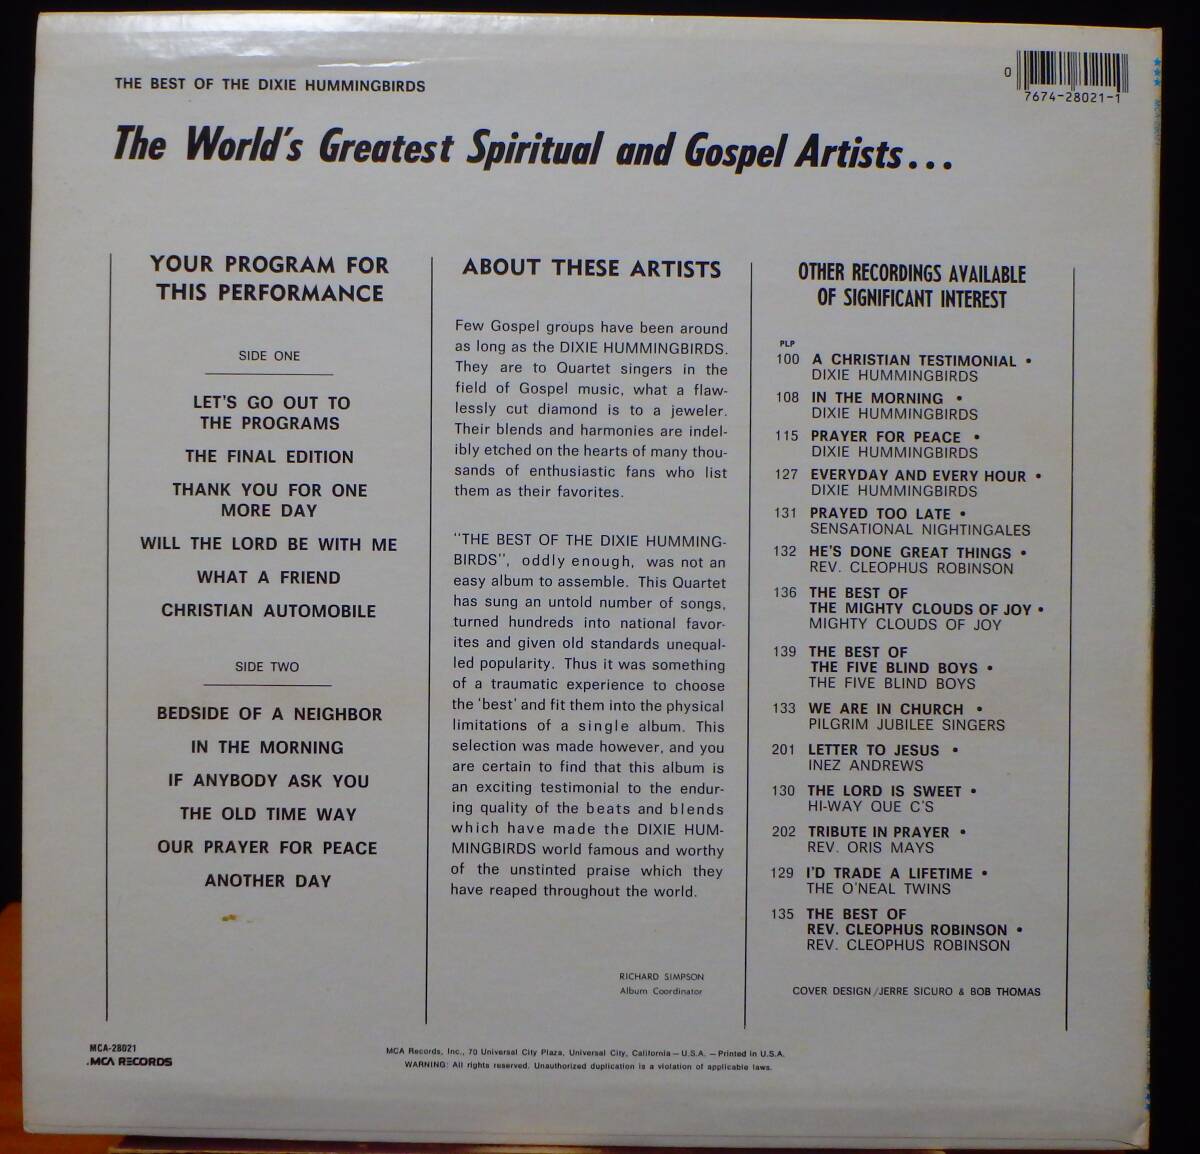 THE BEST OF THE DIXIE HUMMINGBIRDS
0
7674-28021-1
The World's Greatest Spiritual and Gospel Artists...
YOUR PROGRAM FOR
THIS PERFORMANCE
SIDE ONE
LET'S GO OUT TO
THE PROGRAMS
THE FINAL EDITION
THANK YOU FOR ONE
MORE DAY
WILL THE LORD BE WITH ME
WHAT A FRIEND
CHRISTIAN AUTOMOBILE
SIDE TWO
BEDSIDE OF A NEIGHBOR
IN THE MORNING
IF ANYBODY ASK YOU
THE OLD TIME WAY
OUR PRAYER FOR PEACE
ANOTHER DAY
ABOUT THESE ARTISTS
Few Gospel groups have been around
as long as the DIXIE HUMMINGBIRDS.
They are to Quartet singers in the
field of Gospel music, what a flaw-
lessly cut diamond is to a jeweler.
Their blends and harmonies are indel-
ibly etched on the hearts of many thou-
sands of enthusiastic fans who list
them as their favorites.
"THE BEST OF THE DIXIE HUMMING-
BIRDS", oddly enough, was not an
easy album to assemble. This Quartet
has sung an untold number of songs,
turned hundreds into national favor-
ites and given old standards unequal-
led popularity. Thus it was something
of a traumatic experience to choose
the 'best' and fit them into the physical
limitations of a single album. This
selection was made however, and you
are certain to find that this album is
an exciting testimonial to the endur-
ing quality of the beats and blends
which have made the DIXIE HUM-
MINGBIRDS world famous and worthy
of the unstinted praise which they
have reaped throughout the world.
RICHARD SIMPSON
Album Coordinator
OTHER RECORDINGS AVAILABLE
OF SIGNIFICANT INTEREST
PLP
100 A CHRISTIAN TESTIMONIAL •
DIXIE HUMMINGBIRDS
108 IN THE MORNING •
DIXIE HUMMINGBIRDS
115 PRAYER FOR PEACE •
DIXIE HUMMINGBIRDS
127 EVERYDAY AND EVERY HOUR •
DIXIE HUMMINGBIRDS
131 PRAYED TOO LATE •
SENSATIONAL NIGHTINGALES
132 HE'S DONE GREAT THINGS •
REV. CLEOPHUS ROBINSON
136 THE BEST OF
THE MIGHTY CLOUDS OF JOY •
MIGHTY CLOUDS OF JOY
139 THE BEST OF
THE FIVE BLIND BOYS •
THE FIVE BLIND BOYS
133 WE ARE IN CHURCH •
PILGRIM JUBILEE SINGERS
201 LETTER TO JESUS •
INEZ ANDREWS
130 THE LORD IS SWEET •
HI-WAY QUE C'S
202 TRIBUTE IN PRAYER •
REV. ORIS MAYS
129 I'D TRADE A LIFETIME •
THE O'NEAL TWINS
135 THE BEST OF
REV. CLEOPHUS ROBINSON •
REV. CLEOPHUS ROBINSON
COVER DESIGN/JERRE SICURO & BOB THOMAS
MCA-28021
MCA RECORDS
MCA Records, Inc., 70 Universal City Plaza, Universal City, California — U.S.A. — Printed in U.S.A.
WARNING: All rights reserved. Unauthorized duplication is a violation of applicable laws.